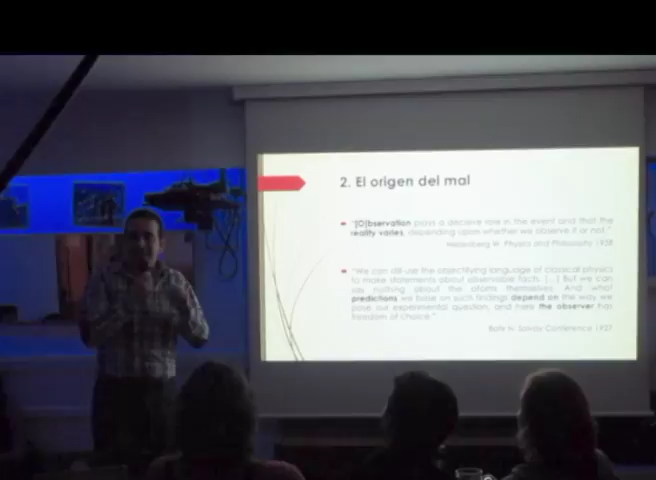 2. El origen del mal
"[O]bservation plays a decisive role in the event and that the
reality varies, depending upon whether we observe it or not."
Heisenberg W. Physics and Philosophy 1958
"We can still use the objectifying language of classical physics
to make statements about observable facts. [...] But we can
say nothing about the atoms themselves. And what
predictions we base on such findings depend on the way we
pose our experimental question, and here the observer has
freedom of choice."
Bohr N. Solvay Conference 1927